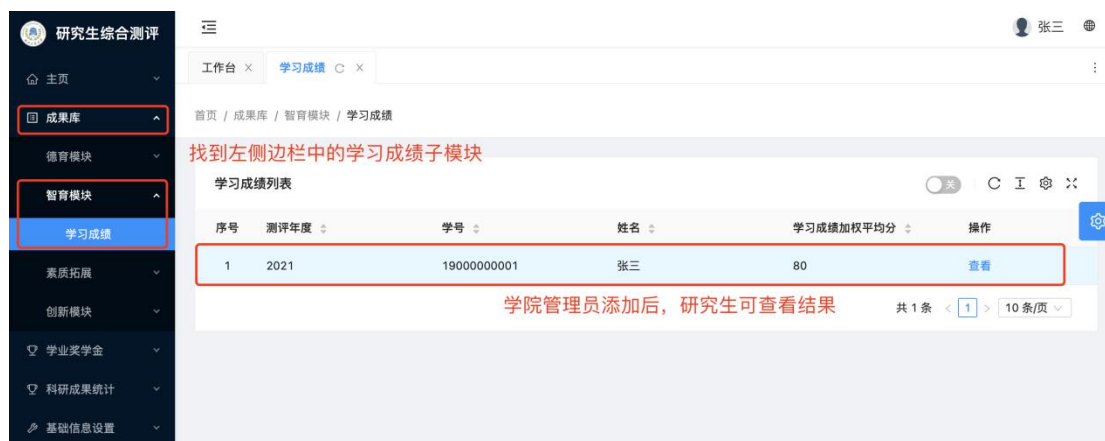 研究生综合测评
张三
主页
工作台
学习成绩
成果库
首页 / 成果库 / 智育模块 / 学习成绩
德育模块
找到左侧边栏中的学习成绩子模块
智育模块
学习成绩列表
关
学习成绩
序号 测评年度 学号 姓名 学习成绩加权平均分 操作
素质拓展
1 2021 19000000001 张三 80 查看
创新模块
学院管理员添加后，研究生可查看结果
共 1 条 < 1 > 10 条/页
学业奖学金
科研成果统计
基础信息设置